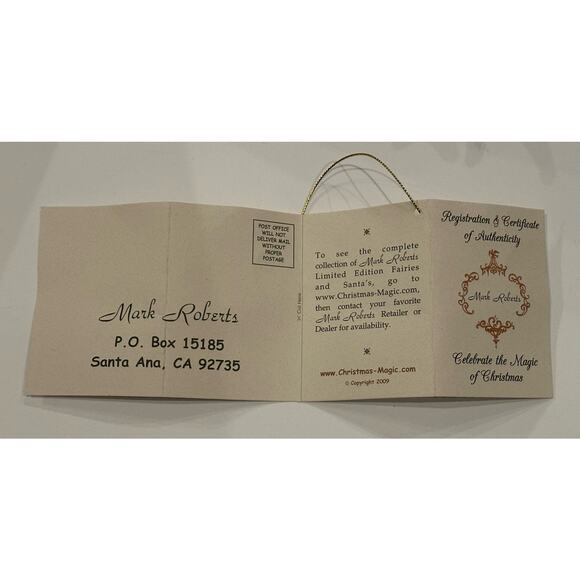 POST OFFICE
WILL NOT
DELIVER MAIL
WITHOUT
PROPER
POSTAGE
Mark Roberts
P.O. Box 15185
Santa Ana, CA 92735
Cut Here
To see the complete
collection of Mark Roberts
Limited Edition Fairies
and Santa's, go to
www.Christmas-Magic.com,
then contact your favorite
Mark Roberts Retailer or
Dealer for availability.
www.Christmas-Magic.com
© Copyright 2009
Registration & Certificate
of Authenticity
Mark Roberts
Celebrate the Magic
of Christmas